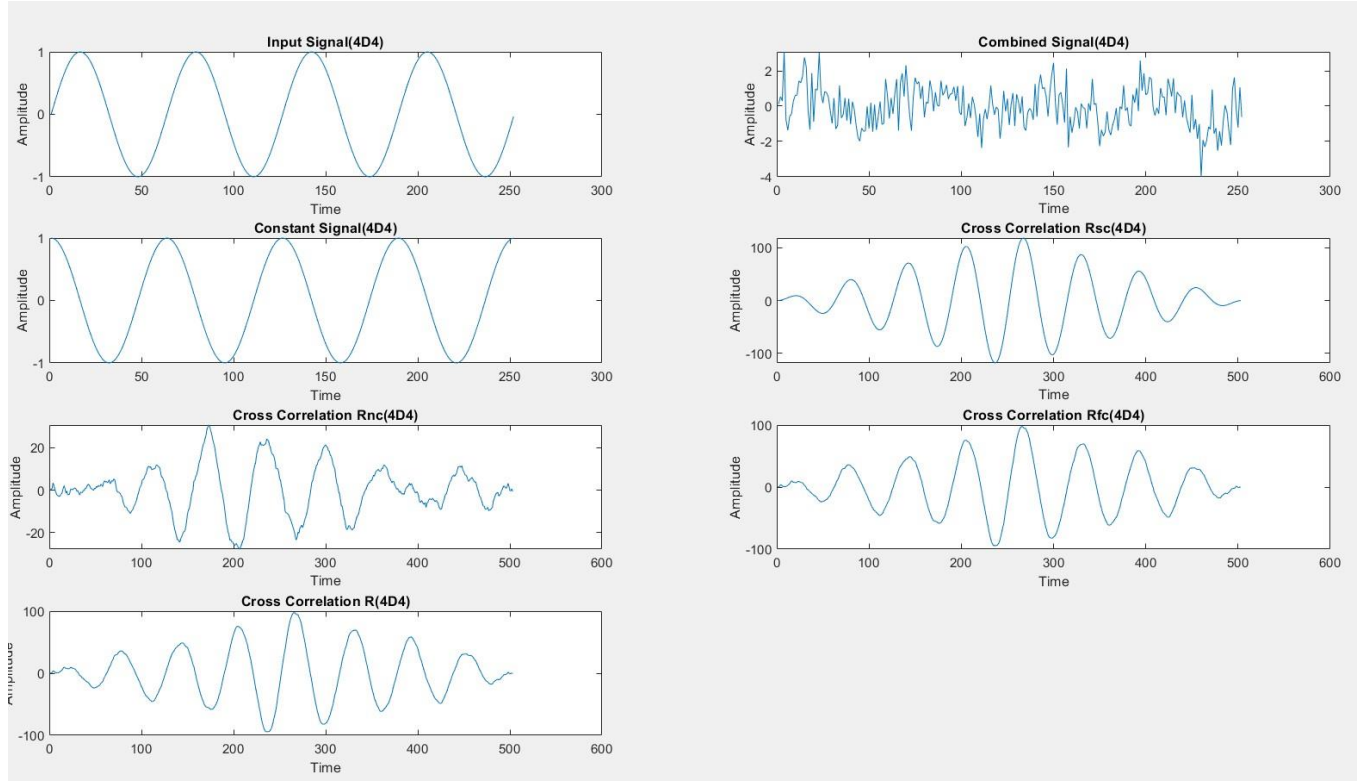 Input Signal(4D4)
1
0
-1
Amplitude
0 50 100 150 200 250 300
Time
Combined Signal(4D4)
2
0
-2
-4
Amplitude
0 50 100 150 200 250 300
Time
Constant Signal(4D4)
1
0
-1
Amplitude
0 50 100 150 200 250 300
Time
Cross Correlation Rsc(4D4)
100
0
-100
Amplitude
0 100 200 300 400 500 600
Time
Cross Correlation Rnc(4D4)
20
0
-20
Amplitude
0 100 200 300 400 500 600
Time
Cross Correlation Rfc(4D4)
100
0
-100
Amplitude
0 100 200 300 400 500 600
Time
Cross Correlation R(4D4)
100
0
-100
Amplitude
0 100 200 300 400 500 600
Time